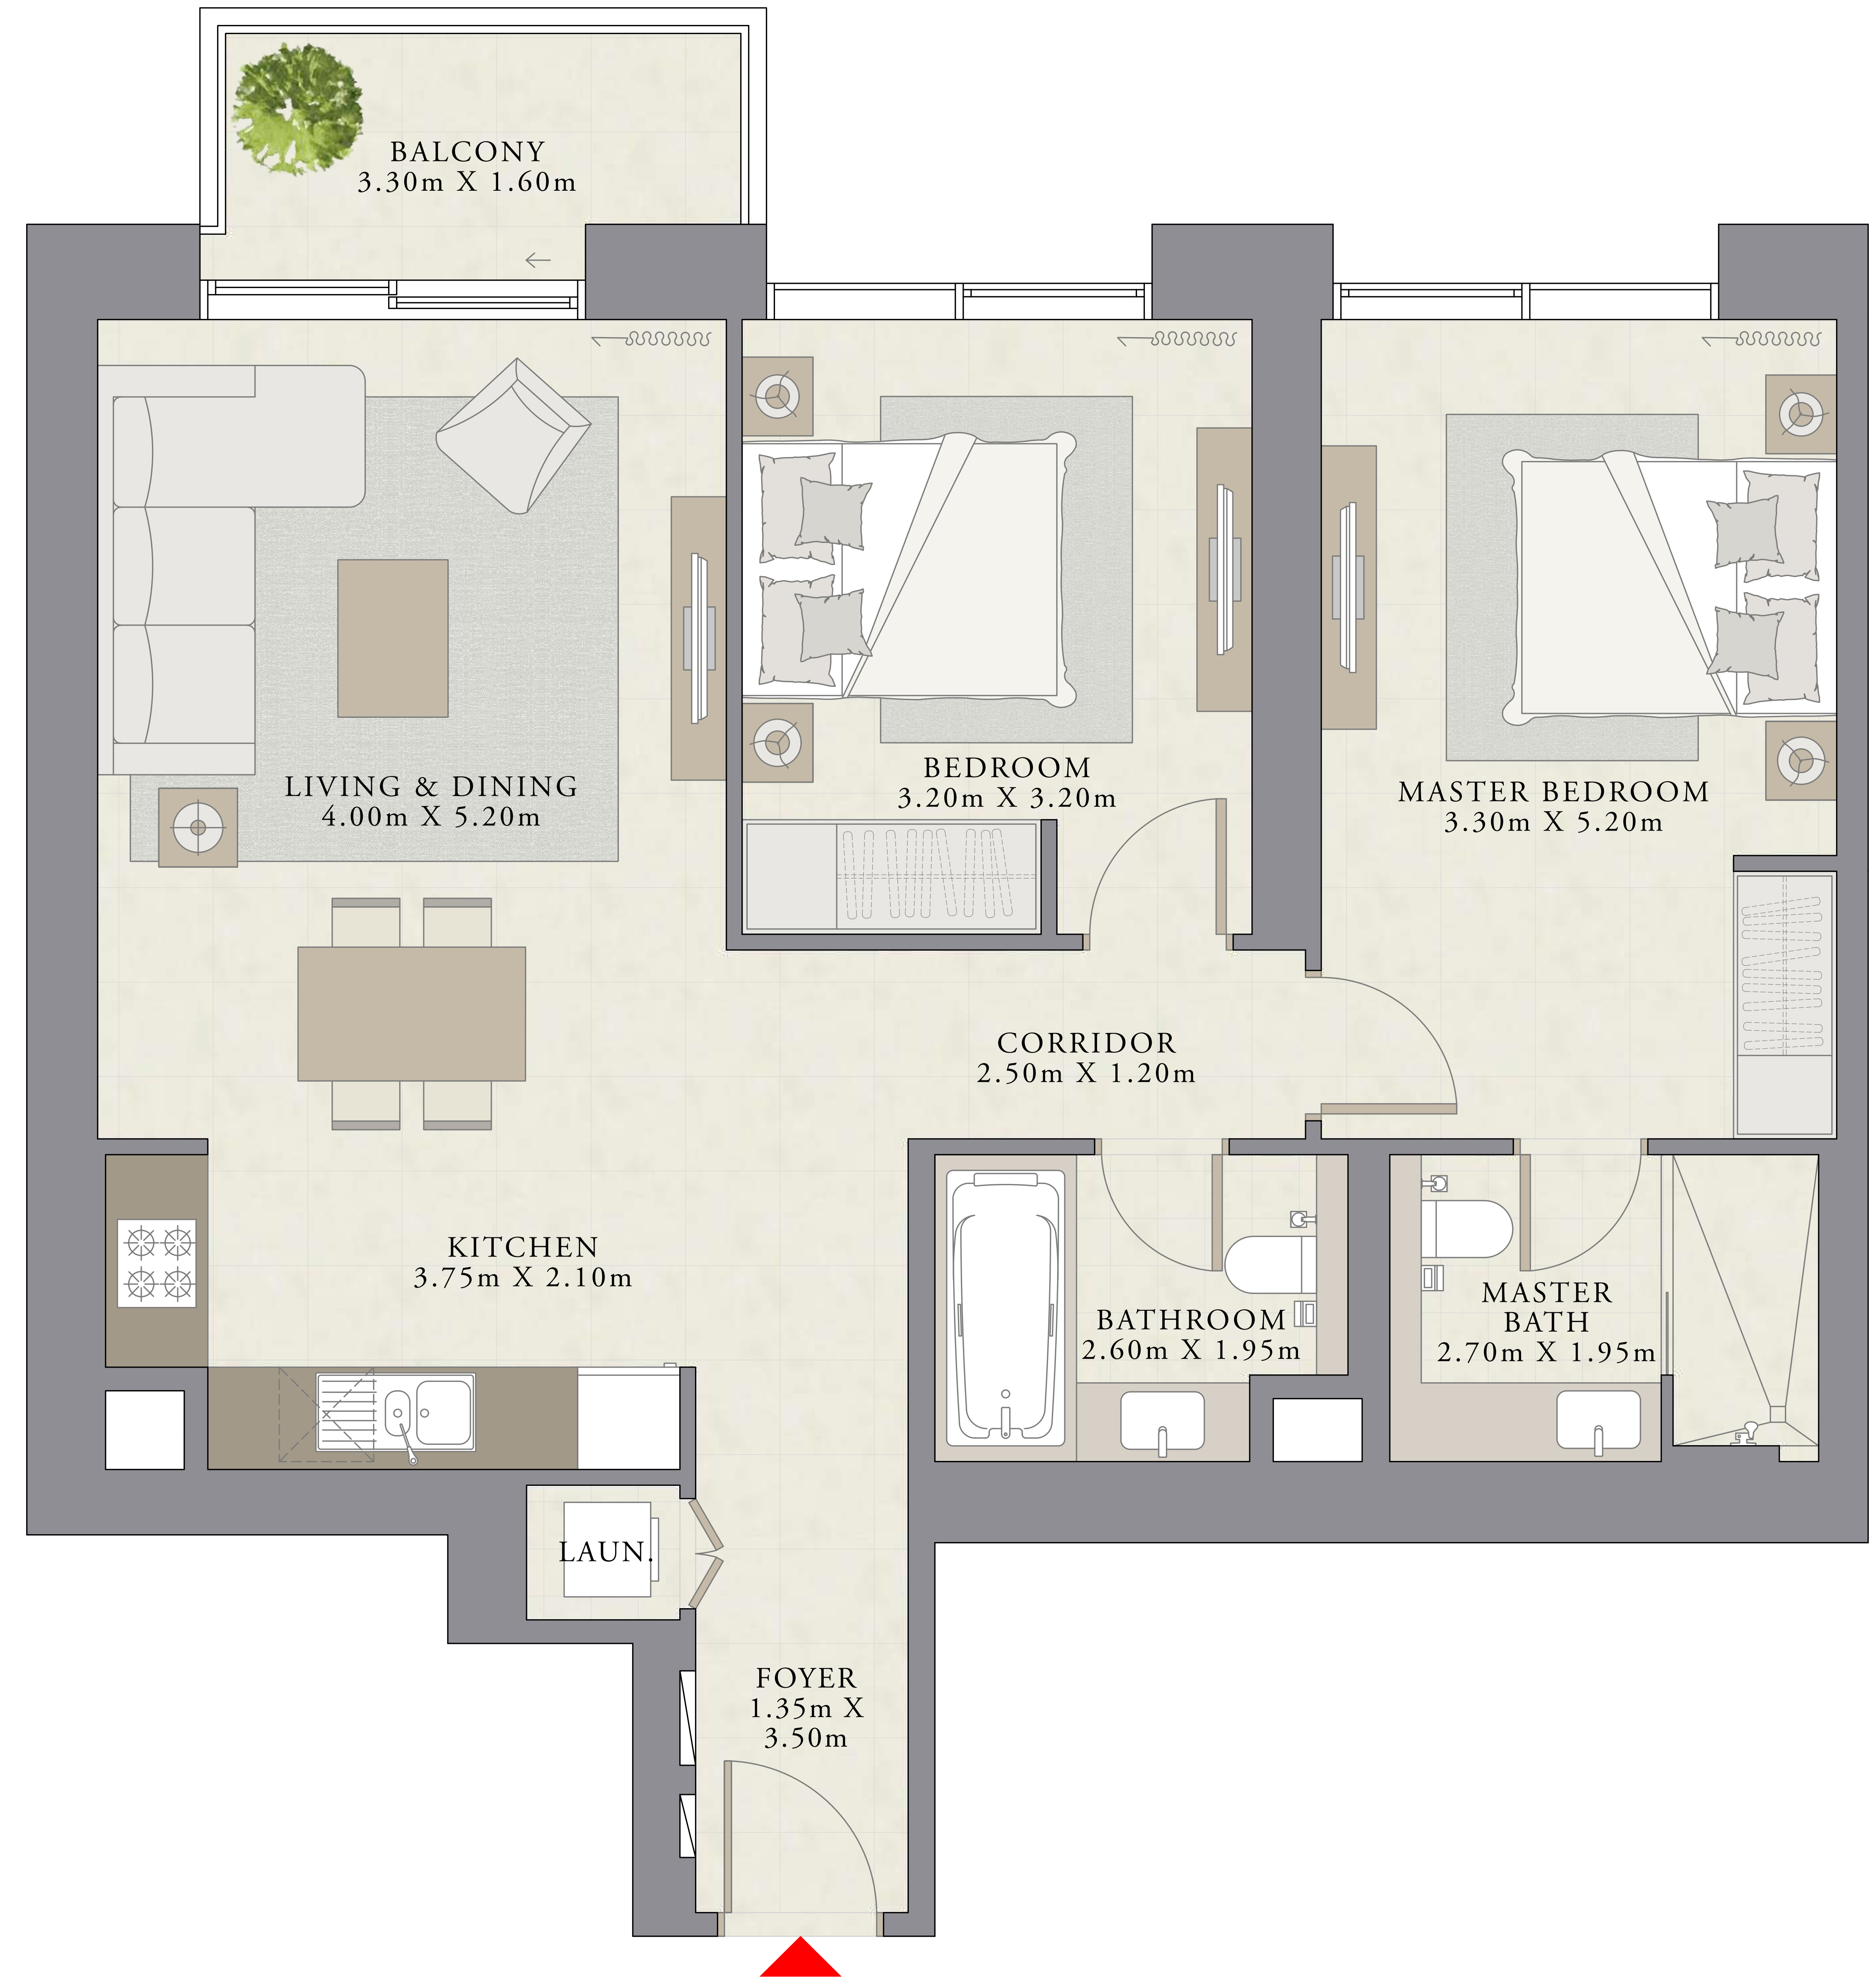 BALCONY
3.30m X 1.60m
LIVING & DINING
4.00m X 5.20m
BEDROOM
3.20m X 3.20m
MASTER BEDROOM
3.30m X 5.20m
CORRIDOR
2.50m X 1.20m
KITCHEN
3.75m X 2.10m
BATHROOM
2.60m X 1.95m
MASTER
BATH
2.70m X 1.95m
LAUN.
FOYER
1.35m X
3.50m